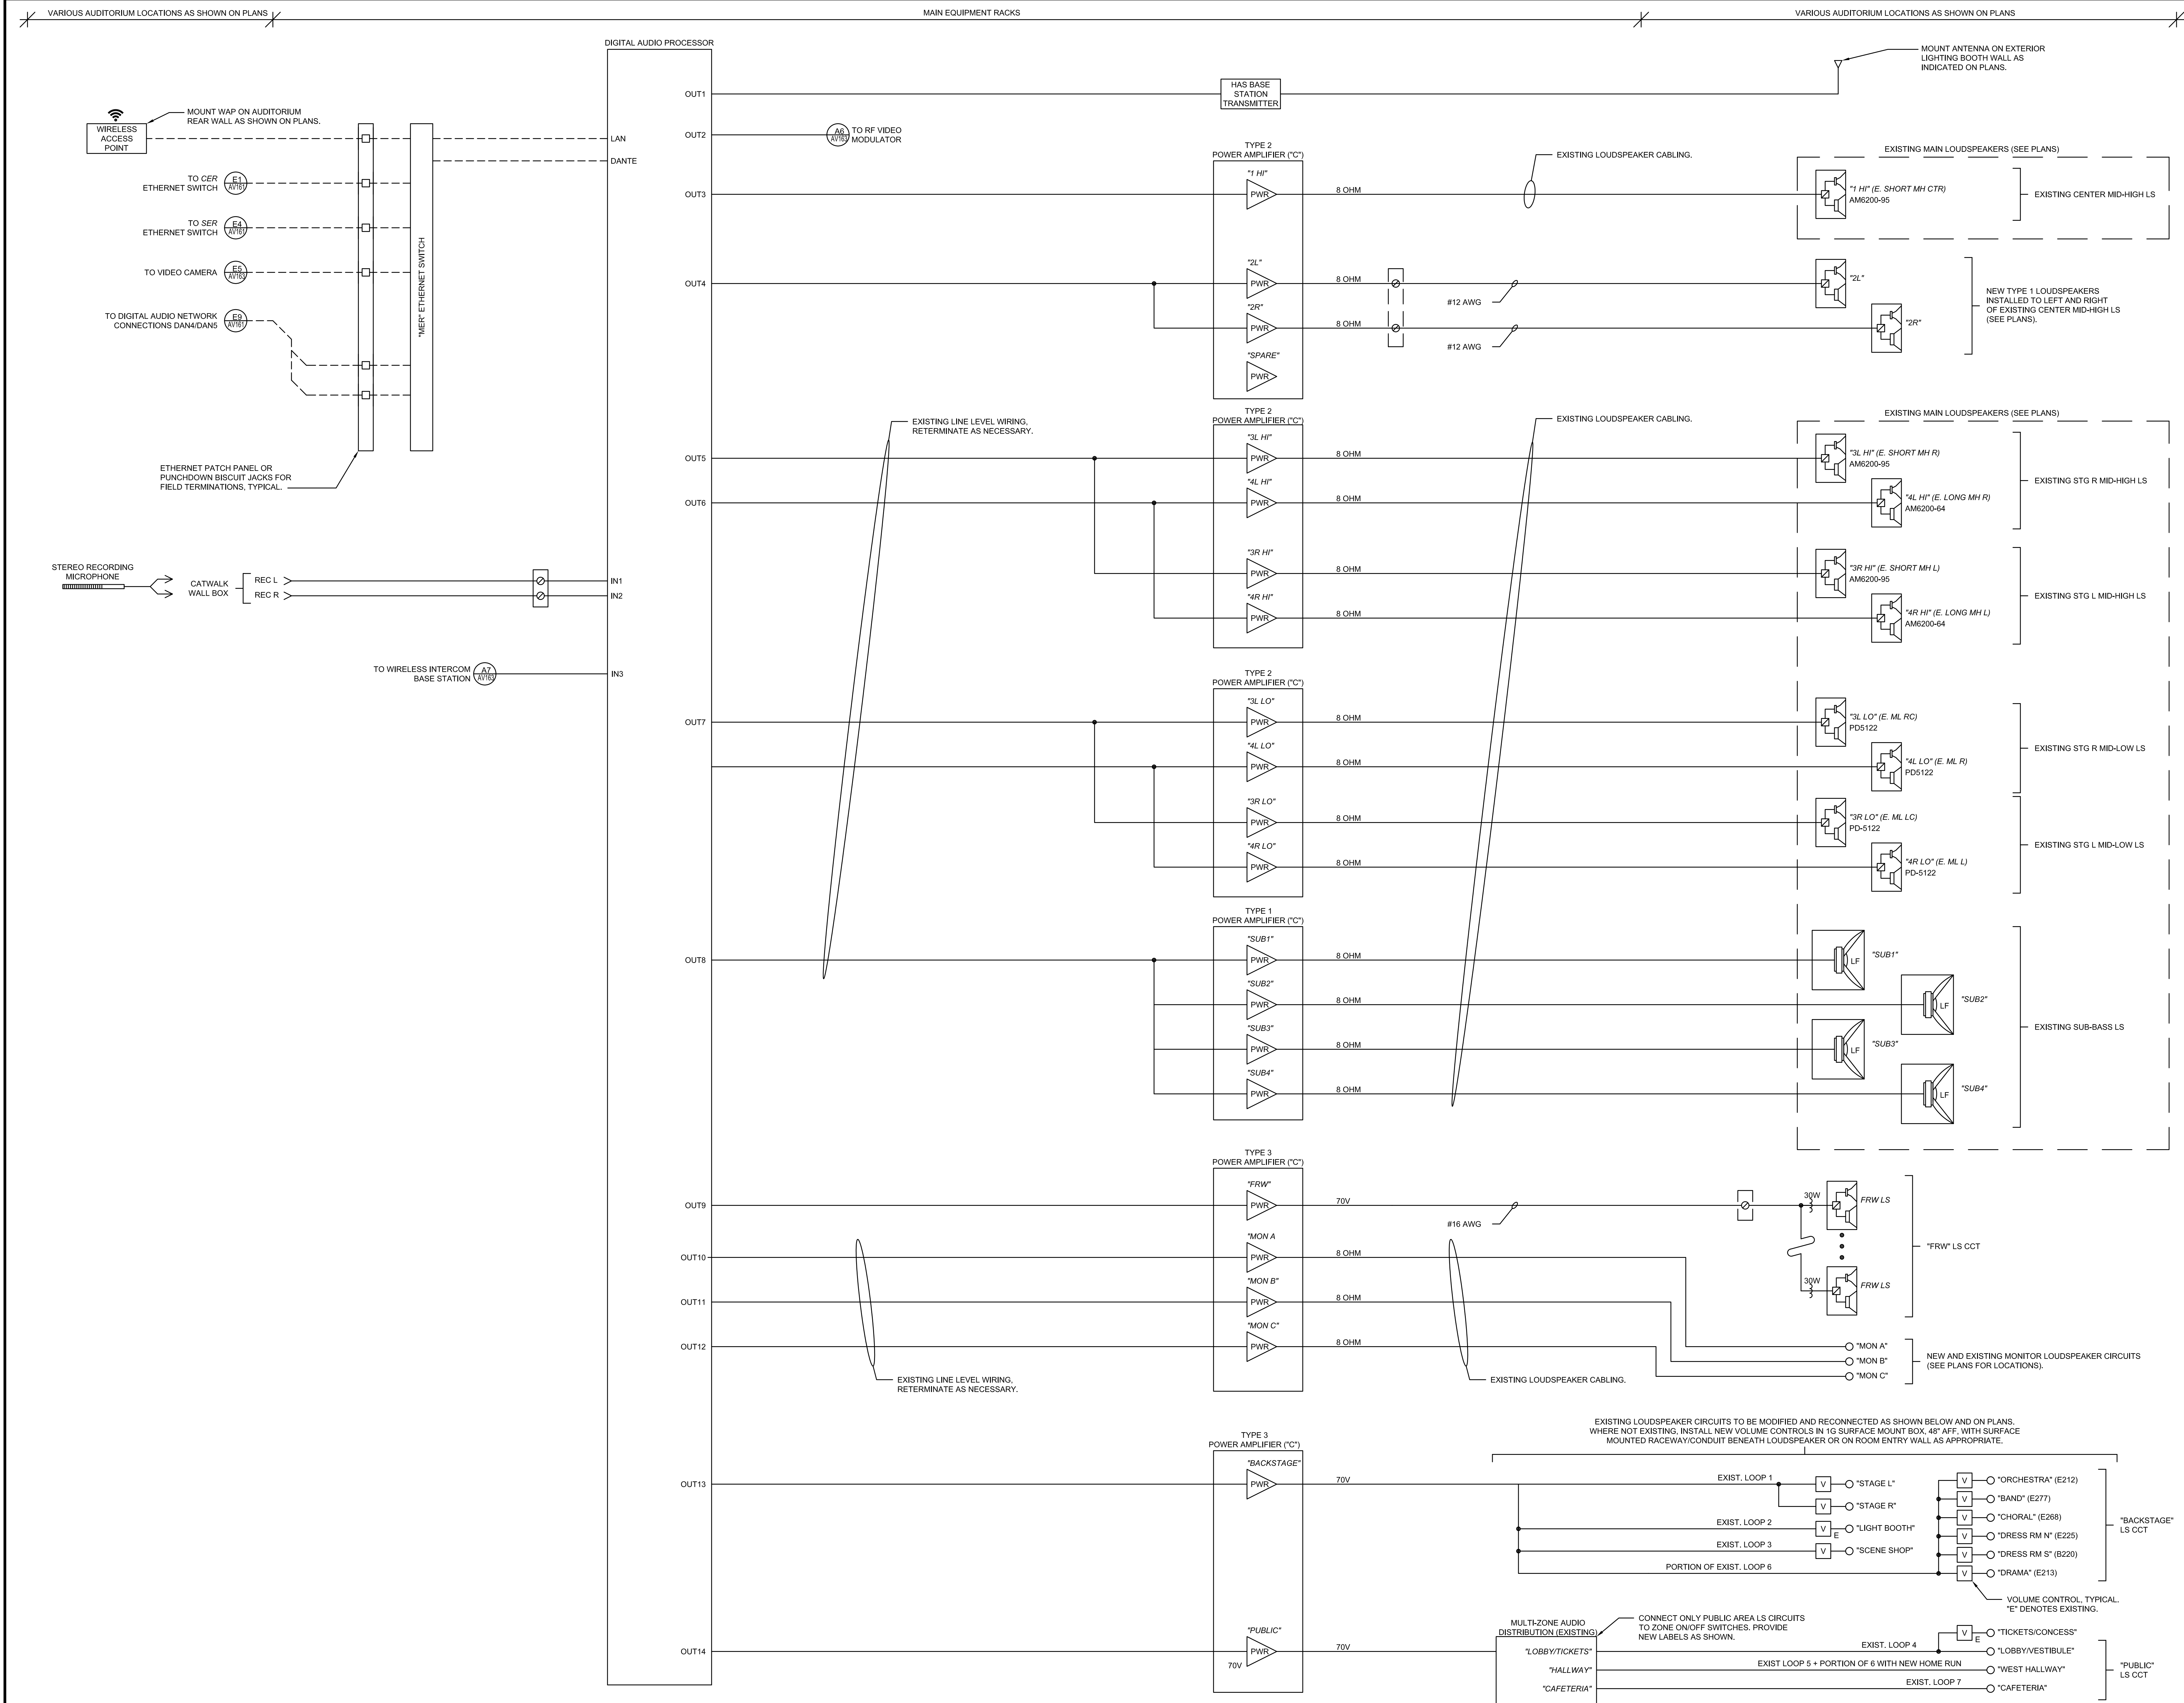 VARIOUS AUDITORIUM LOCATIONS AS SHOWN ON PLANS
MAIN EQUIPMENT RACKS
VARIOUS AUDITORIUM LOCATIONS AS SHOWN ON PLANS
DIGITAL AUDIO PROCESSOR
MOUNT ANTENNA ON EXTERIOR
LIGHTING BOOTH WALL AS
INDICATED ON PLANS.
OUT1
HAS BASE
STATION
TRANSMITTER
MOUNT WAP ON AUDITORIUM
REAR WALL AS SHOWN ON PLANS.
WIRELESS
ACCESS
POINT
LAN
DANTE
OUT2
A6
AV163
TO RF VIDEO
MODULATOR
TO CER
ETHERNET SWITCH
E1
AV161
TO SER
ETHERNET SWITCH
E4
AV161
TO VIDEO CAMERA
E5
AV163
TO DIGITAL AUDIO NETWORK
CONNECTIONS DAN4/DAN5
E9
AV161
"MER" ETHERNET SWITCH
ETHERNET PATCH PANEL OR
PUNCHDOWN BISCUIT JACKS FOR
FIELD TERMINATIONS, TYPICAL.
TYPE 2
POWER AMPLIFIER ("C")
"1 HI"
PWR
OUT3
8 OHM
EXISTING LOUDSPEAKER CABLING.
EXISTING MAIN LOUDSPEAKERS (SEE PLANS)
"1 HI" (E. SHORT MH CTR)
AM6200-95
EXISTING CENTER MID-HIGH LS
OUT4
"2L"
PWR
8 OHM
#12 AWG
"2L"
"2R"
PWR
8 OHM
#12 AWG
"2R"
NEW TYPE 1 LOUDSPEAKERS
INSTALLED TO LEFT AND RIGHT
OF EXISTING CENTER MID-HIGH LS
(SEE PLANS).
"SPARE"
PWR
EXISTING LINE LEVEL WIRING,
RETERMINATE AS NECESSARY.
TYPE 2
POWER AMPLIFIER ("C")
EXISTING LOUDSPEAKER CABLING.
EXISTING MAIN LOUDSPEAKERS (SEE PLANS)
OUT5
"3L HI"
PWR
8 OHM
"3L HI" (E. SHORT MH R)
AM6200-95
OUT6
"4L HI"
PWR
8 OHM
"4L HI" (E. LONG MH R)
AM6200-64
EXISTING STG R MID-HIGH LS
"3R HI"
PWR
8 OHM
"3R HI" (E. SHORT MH L)
AM6200-95
"4R HI"
PWR
8 OHM
"4R HI" (E. LONG MH L)
AM6200-64
EXISTING STG L MID-HIGH LS
STEREO RECORDING
MICROPHONE
CATWALK
WALL BOX
REC L
REC R
IN1
IN2
TO WIRELESS INTERCOM
BASE STATION
A7
AV163
IN3
TYPE 2
POWER AMPLIFIER ("C")
OUT7
"3L LO"
PWR
8 OHM
"3L LO" (E. ML RC)
PD5122
"4L LO"
PWR
8 OHM
"4L LO" (E. ML R)
PD5122
EXISTING STG R MID-LOW LS
"3R LO"
PWR
8 OHM
"3R LO" (E. ML LC)
PD-5122
"4R LO"
PWR
8 OHM
"4R LO" (E. ML L)
PD-5122
EXISTING STG L MID-LOW LS
TYPE 1
POWER AMPLIFIER ("C")
OUT8
"SUB1"
PWR
8 OHM
LF
"SUB1"
"SUB2"
PWR
8 OHM
LF
"SUB2"
"SUB3"
PWR
8 OHM
LF
"SUB3"
"SUB4"
PWR
8 OHM
LF
"SUB4"
EXISTING SUB-BASS LS
TYPE 3
POWER AMPLIFIER ("C")
OUT9
"FRW"
PWR
70V
#16 AWG
30W
FRW LS
30W
FRW LS
"FRW" LS CCT
OUT10
"MON A
PWR
8 OHM
OUT11
"MON B"
PWR
8 OHM
OUT12
"MON C"
PWR
8 OHM
"MON A"
"MON B"
"MON C"
NEW AND EXISTING MONITOR LOUDSPEAKER CIRCUITS
(SEE PLANS FOR LOCATIONS).
EXISTING LINE LEVEL WIRING,
RETERMINATE AS NECESSARY.
EXISTING LOUDSPEAKER CABLING.
EXISTING LOUDSPEAKER CIRCUITS TO BE MODIFIED AND RECONNECTED AS SHOWN BELOW AND ON PLANS.
WHERE NOT EXISTING, INSTALL NEW VOLUME CONTROLS IN 1G SURFACE MOUNT BOX, 48" AFF, WITH SURFACE
MOUNTED RACEWAY/CONDUIT BENEATH LOUDSPEAKER OR ON ROOM ENTRY WALL AS APPROPRIATE.
TYPE 3
POWER AMPLIFIER ("C")
OUT13
"BACKSTAGE"
PWR
70V
EXIST. LOOP 1
V
"STAGE L"
V
"STAGE R"
EXIST. LOOP 2
V
E
"LIGHT BOOTH"
EXIST. LOOP 3
V
"SCENE SHOP"
PORTION OF EXIST. LOOP 6
V
"ORCHESTRA" (E212)
V
"BAND" (E277)
V
"CHORAL" (E268)
V
"DRESS RM N" (E225)
V
"DRESS RM S" (B220)
V
"DRAMA" (E213)
"BACKSTAGE"
LS CCT
VOLUME CONTROL, TYPICAL.
"E" DENOTES EXISTING.
OUT14
"PUBLIC"
PWR
70V
70V
MULTI-ZONE AUDIO
DISTRIBUTION (EXISTING)
CONNECT ONLY PUBLIC AREA LS CIRCUITS
TO ZONE ON/OFF SWITCHES. PROVIDE
NEW LABELS AS SHOWN.
"LOBBY/TICKETS"
"HALLWAY"
"CAFETERIA"
EXIST. LOOP 4
V
E
"TICKETS/CONCESS"
"LOBBY/VESTIBULE"
EXIST LOOP 5 + PORTION OF 6 WITH NEW HOME RUN
"WEST HALLWAY"
EXIST. LOOP 7
"CAFETERIA"
"PUBLIC"
LS CCT